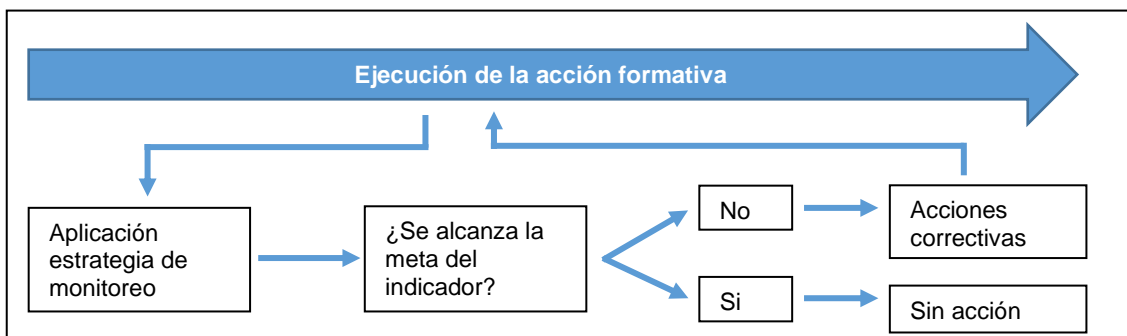 Ejecución de la acción formativa
Aplicación
estrategia de
monitoreo
¿Se alcanza la
meta del
indicador?
No
Si
Acciones
correctivas
Sin acción